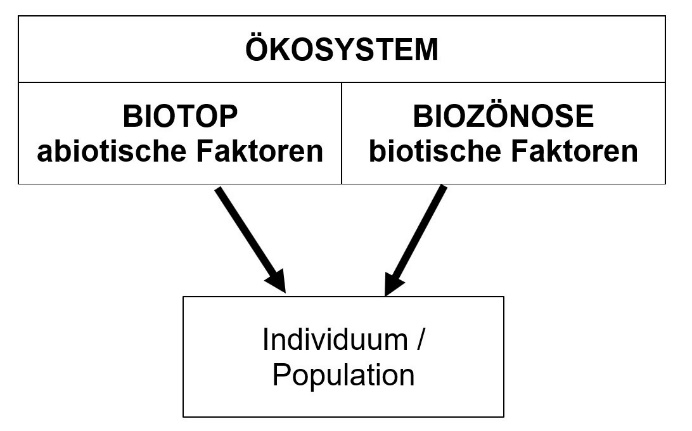 ÖKOSYSTEM
BIOTOP
abiotische Faktoren
BIOZÖNOSE
biotische Faktoren
Individuum /
Population